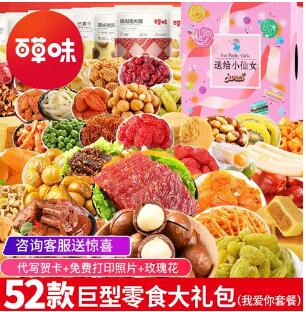 百草味
For Pretty Girls
送给小仙女
Sweet
咨询客服送惊喜
代写贺卡+免费打印照片+玫瑰花
52款巨型零食大礼包(我爱你套餐)